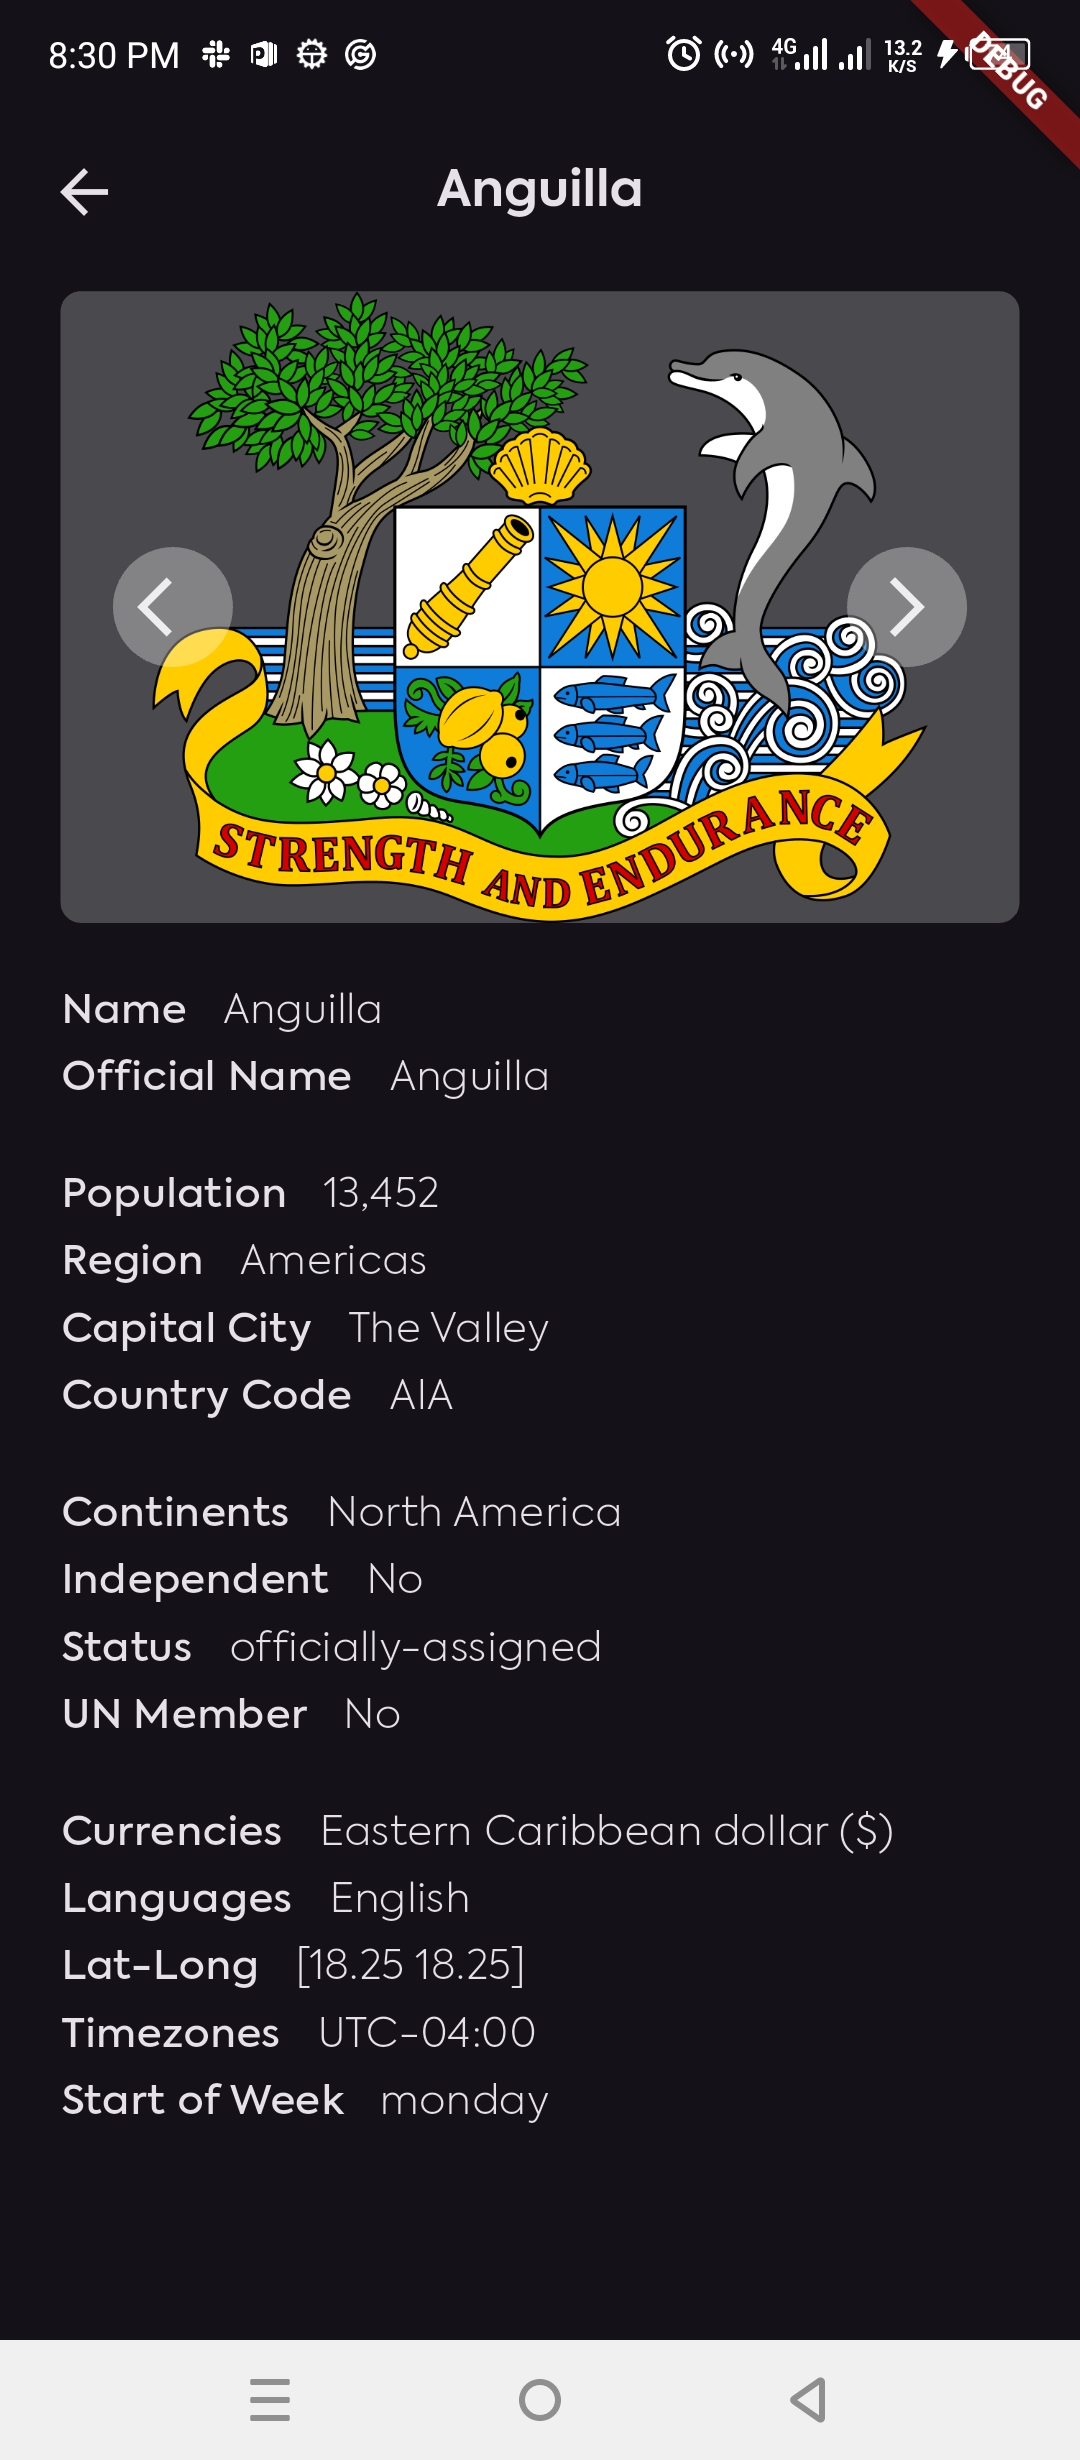 8:30 PM 4G 13.2 K/S
DEBUG
Anguilla
STRENGTH AND ENDURANCE
Name Anguilla
Official Name Anguilla
Population 13,452
Region Americas
Capital City The Valley
Country Code AIA
Continents North America
Independent No
Status officially-assigned
UN Member No
Currencies Eastern Caribbean dollar ($)
Languages English
Lat-Long [18.25 18.25]
Timezones UTC-04:00
Start of Week monday